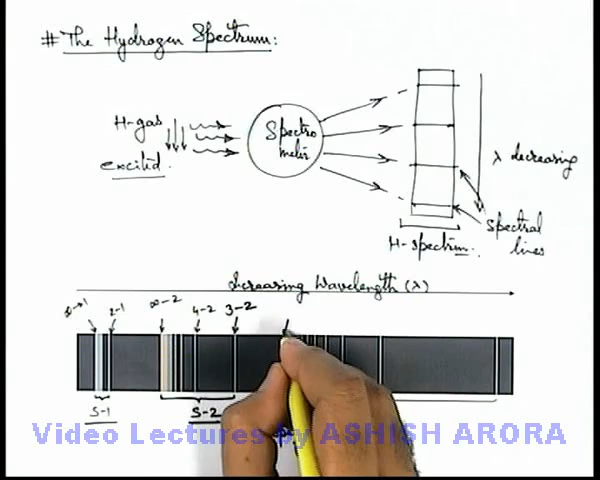 # The Hydrogen Spectrum:
H-gas
excited.
Spectro
meter
λ decreasing
Spectral
lines
H-spectrum.
Increasing Wavelength (λ)
∞→1 2-1 ∞-2 4-2 3-2
S-1 S-2
Video Lectures by ASHISH ARORA